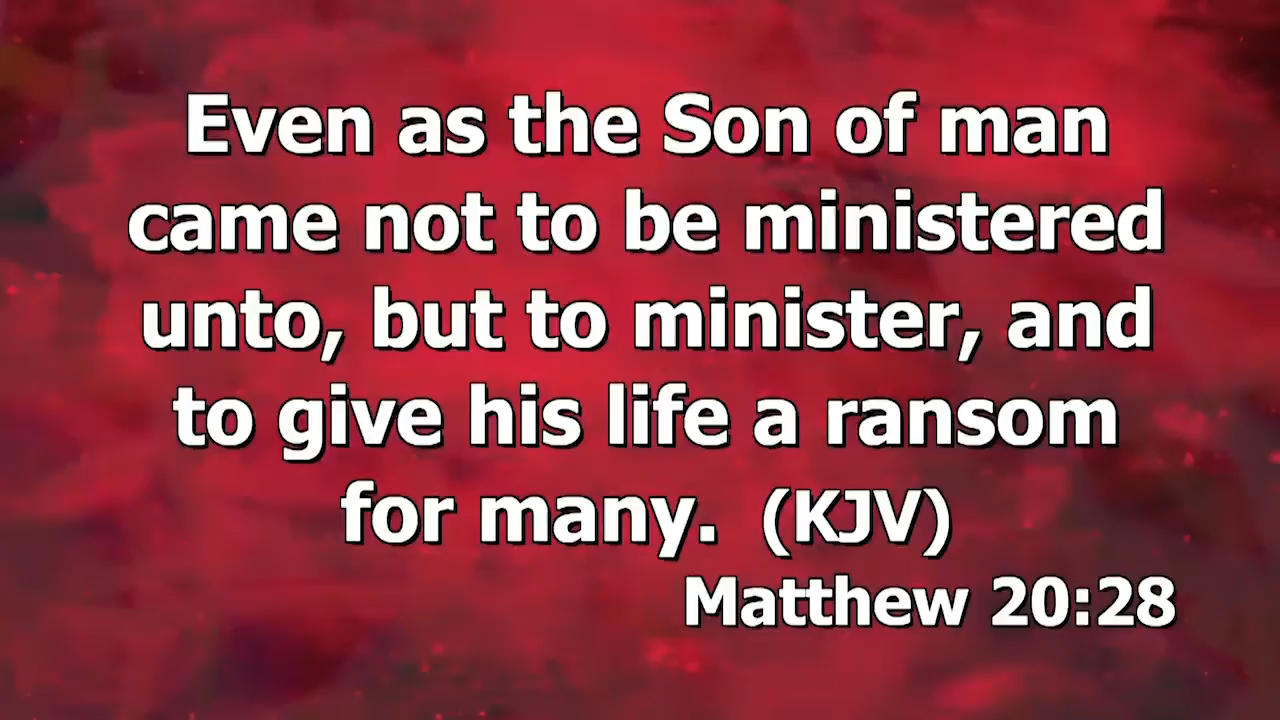 Even as the Son of man
came not to be ministered
unto, but to minister, and
to give his life a ransom
for many.  (KJV)
Matthew 20:28